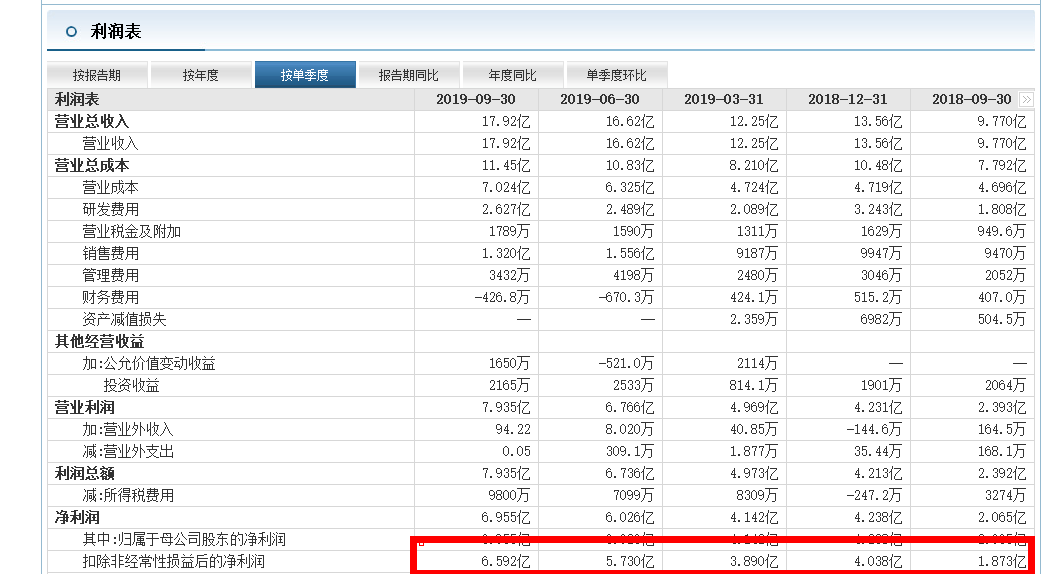 利润表
按报告期 按年度 按单季度 报告期同比 年度同比 单季度环比
利润表 2019-09-30 2019-06-30 2019-03-31 2018-12-31 2018-09-30 »
营业总收入 17.92亿 16.62亿 12.25亿 13.56亿 9.770亿
营业收入 17.92亿 16.62亿 12.25亿 13.56亿 9.770亿
营业总成本 11.45亿 10.83亿 8.210亿 10.48亿 7.792亿
营业成本 7.024亿 6.325亿 4.724亿 4.719亿 4.696亿
研发费用 2.627亿 2.489亿 2.089亿 3.243亿 1.808亿
营业税金及附加 1789万 1590万 1311万 1629万 949.6万
销售费用 1.320亿 1.556亿 9187万 9947万 9470万
管理费用 3432万 4198万 2480万 3046万 2052万
财务费用 -426.8万 -670.3万 424.1万 515.2万 407.0万
资产减值损失 — — 2.359万 6982万 504.5万
其他经营收益
加:公允价值变动收益 1650万 -521.0万 2114万 — —
投资收益 2165万 2533万 814.1万 1901万 2064万
营业利润 7.935亿 6.766亿 4.969亿 4.231亿 2.393亿
加:营业外收入 94.22 8.020万 40.85万 -144.6万 164.5万
减:营业外支出 0.05 309.1万 1.877万 35.44万 168.1万
利润总额 7.935亿 6.736亿 4.973亿 4.213亿 2.392亿
减:所得税费用 9800万 7099万 8309万 -247.2万 3274万
净利润 6.955亿 6.026亿 4.142亿 4.238亿 2.065亿
其中:归属于母公司股东的净利润
扣除非经常性损益后的净利润 6.592亿 5.730亿 3.890亿 4.038亿 1.873亿